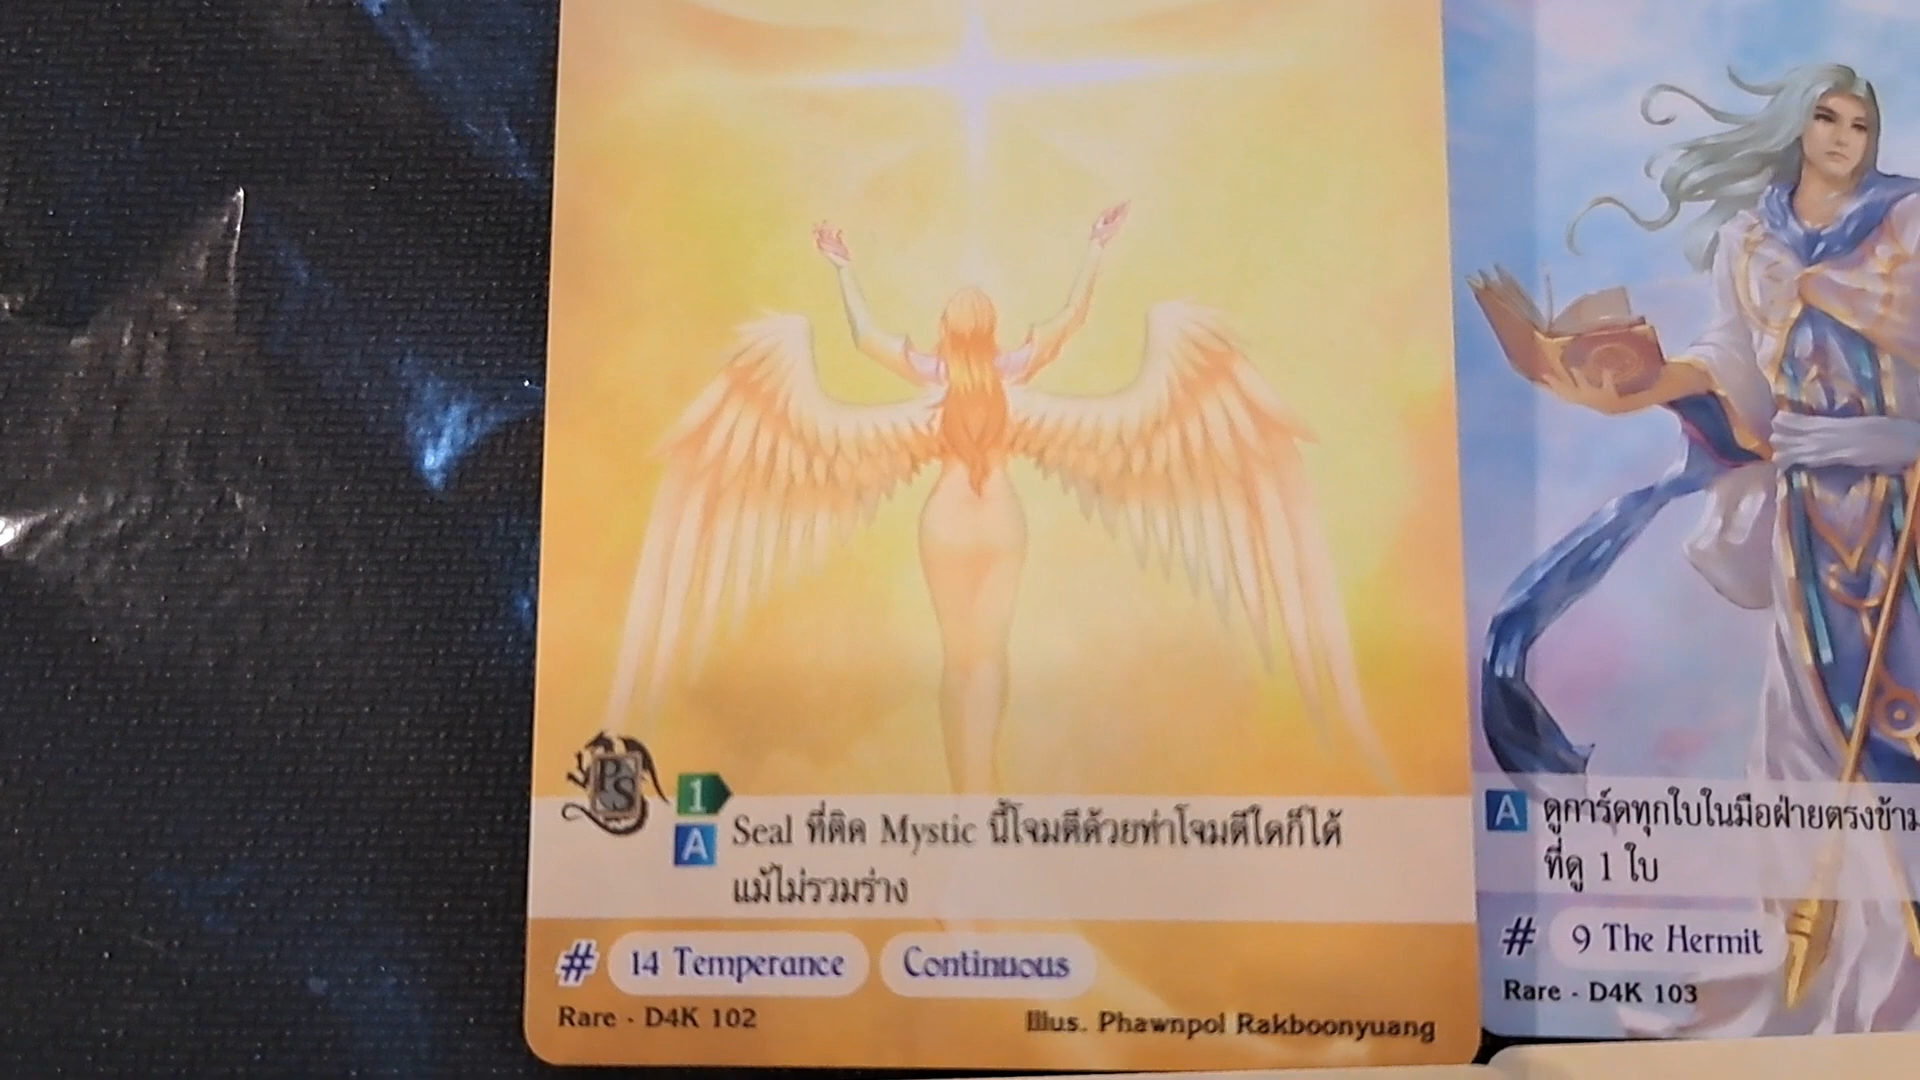 PS
1
A Seal ที่ติด Mystic นี้โจมตีด้วยท่าโจมตีใดก็ได้
แม้ไม่รวมร่าง
# 14 Temperance Continuous
Rare - D4K 102 Illus. Phawnpol Rakboonyuang
A ดูการ์ดทุกใบในมือฝ่ายตรงข้าม
ที่ดู 1 ใบ
# 9 The Hermit
Rare - D4K 103